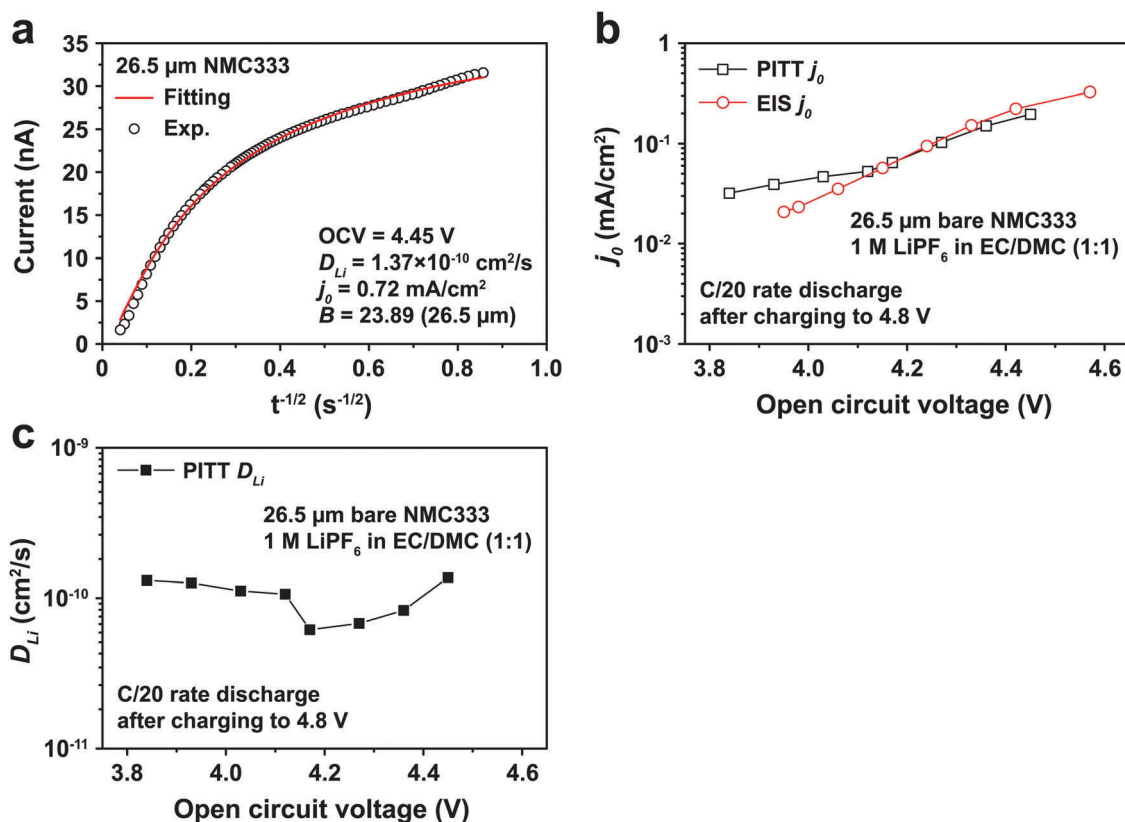 a
35
30
25
20
15
10
5
0
Current (nA)
26.5 µm NMC333
Fitting
Exp.
OCV = 4.45 V
D_Li = 1.37×10⁻¹⁰ cm²/s
j₀ = 0.72 mA/cm²
B = 23.89 (26.5 µm)
0.0 0.2 0.4 0.6 0.8 1.0
t⁻¹/² (s⁻¹/²)
b
1
10⁻¹
10⁻²
10⁻³
j₀ (mA/cm²)
PITT j₀
EIS j₀
26.5 µm bare NMC333
1 M LiPF₆ in EC/DMC (1:1)
C/20 rate discharge
after charging to 4.8 V
3.8 4.0 4.2 4.4 4.6
Open circuit voltage (V)
c
10⁻⁹
10⁻¹⁰
10⁻¹¹
D_Li (cm²/s)
PITT D_Li
26.5 µm bare NMC333
1 M LiPF₆ in EC/DMC (1:1)
C/20 rate discharge
after charging to 4.8 V
3.8 4.0 4.2 4.4 4.6
Open circuit voltage (V)